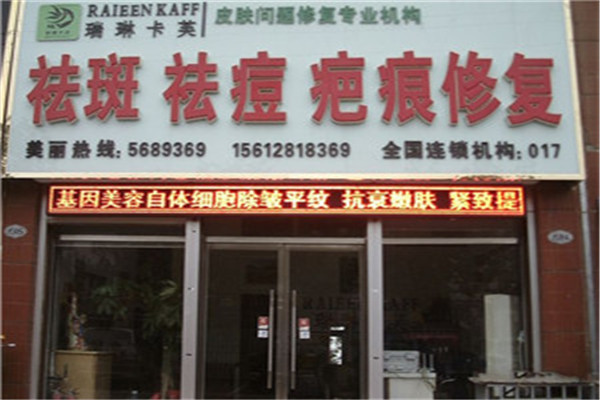 RAIEEN KAFF
瑞琳卡芙
皮肤问题修复专业机构
祛斑 祛痘 疤痕修复
美丽热线:5689369 15612818369 全国连锁机构:017
基因美容自体细胞除皱平纹 抗衰嫩肤 紧致提
RAIEEN KAFF